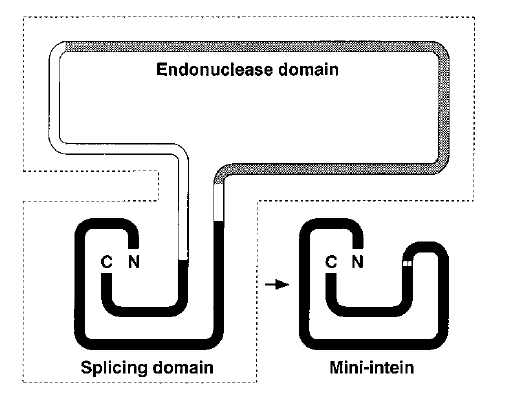 Endonuclease domain
C N
C N
Splicing domain
Mini-intein